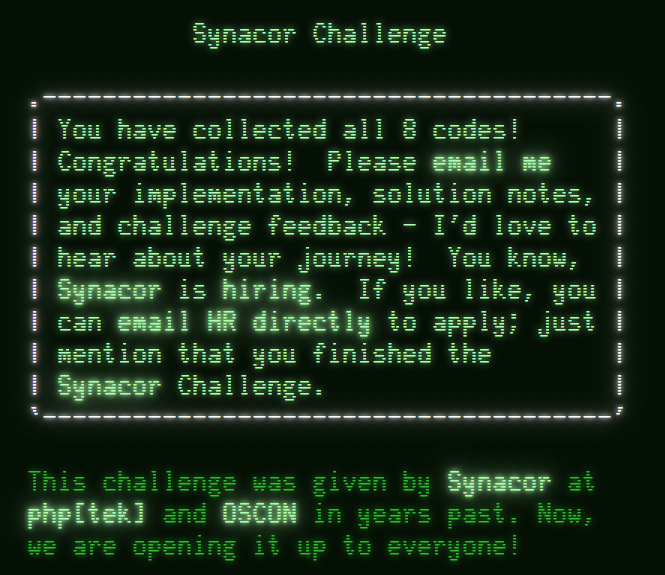 Synacor Challenge
You have collected all 8 codes!
Congratulations!  Please email me
your implementation, solution notes,
and challenge feedback - I'd love to
hear about your journey!  You know,
Synacor is hiring.  If you like, you
can email HR directly to apply; just
mention that you finished the
Synacor Challenge.
This challenge was given by Synacor at
php[tek] and OSCON in years past. Now,
we are opening it up to everyone!